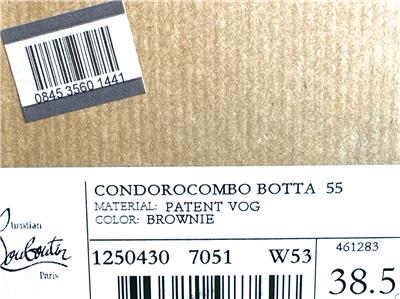 0845 3560 1441
CONDOROCOMBO BOTTA 55
MATERIAL: PATENT VOG
COLOR: BROWNIE
Christian
Louboutin
Paris
1250430 7051 W53
461283
38.5